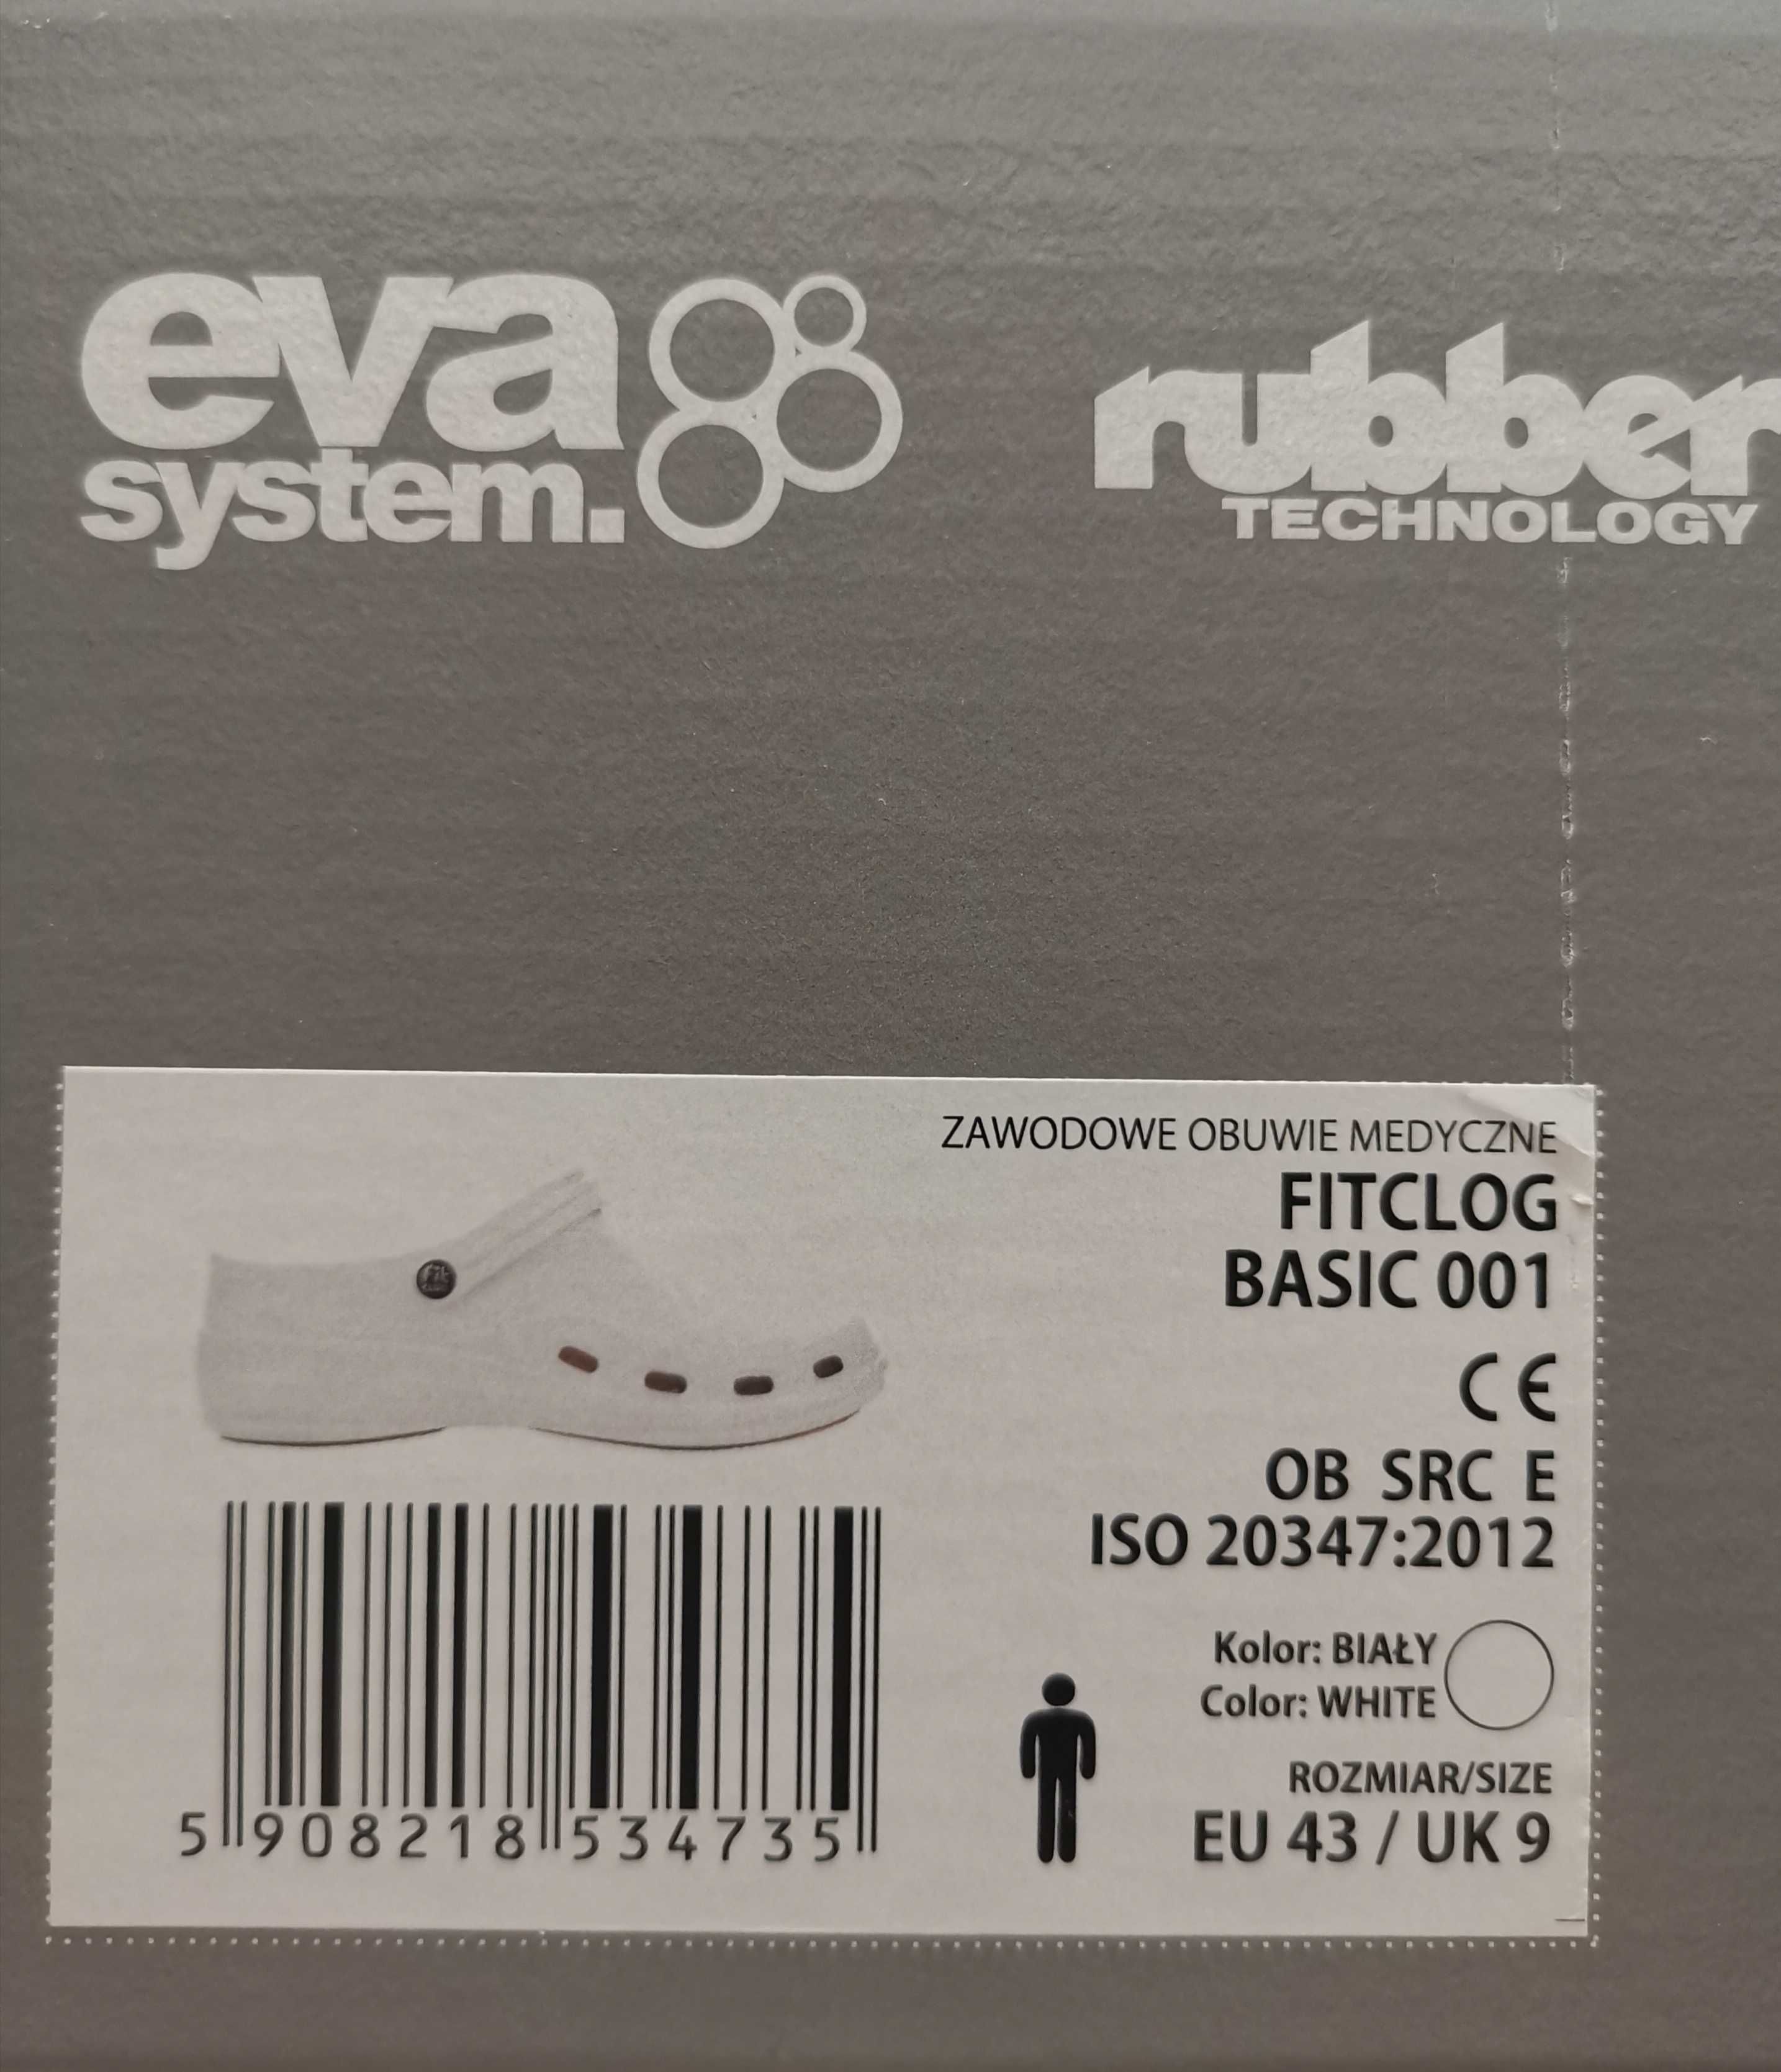 eva
system.
rubber
TECHNOLOGY
ZAWODOWE OBUWIE MEDYCZNE
FITCLOG
BASIC 001
Fit
CE
OB SRC E
ISO 20347:2012
Kolor: BIAŁY
Color: WHITE
ROZMIAR/SIZE
EU 43 / UK 9
5 908218 534735